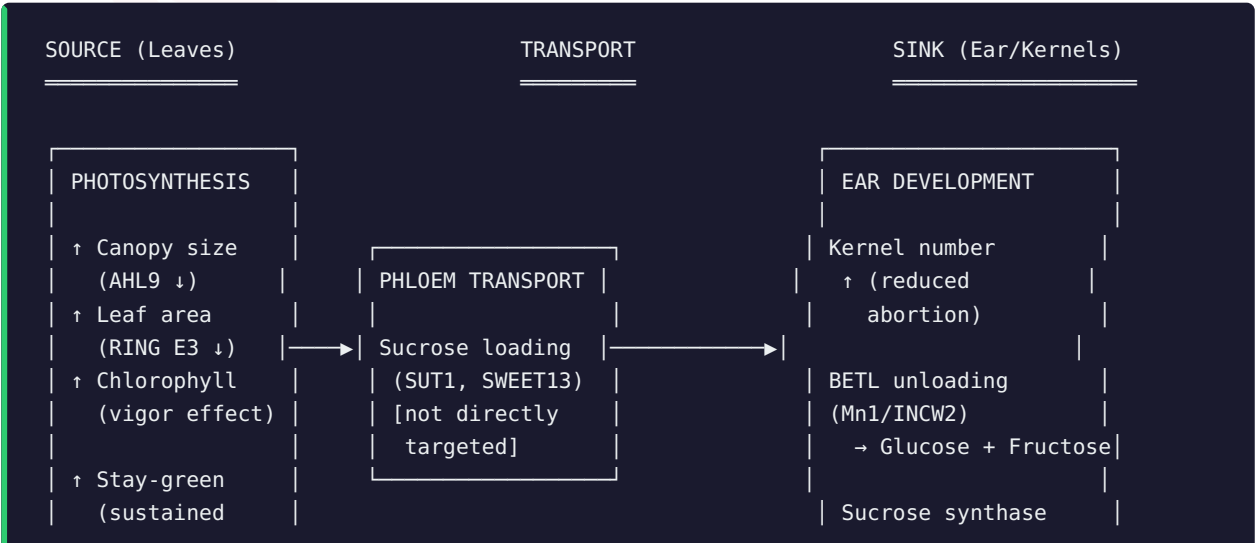 SOURCE (Leaves) TRANSPORT SINK (Ear/Kernels)
PHOTOSYNTHESIS EAR DEVELOPMENT
↑ Canopy size Kernel number
(AHL9 ↓) PHLOEM TRANSPORT ↑ (reduced
↑ Leaf area abortion)
(RING E3 ↓) Sucrose loading
↑ Chlorophyll (SUT1, SWEET13) BETL unloading
(vigor effect) [not directly (Mn1/INCW2)
targeted] → Glucose + Fructose
↑ Stay-green
(sustained Sucrose synthase